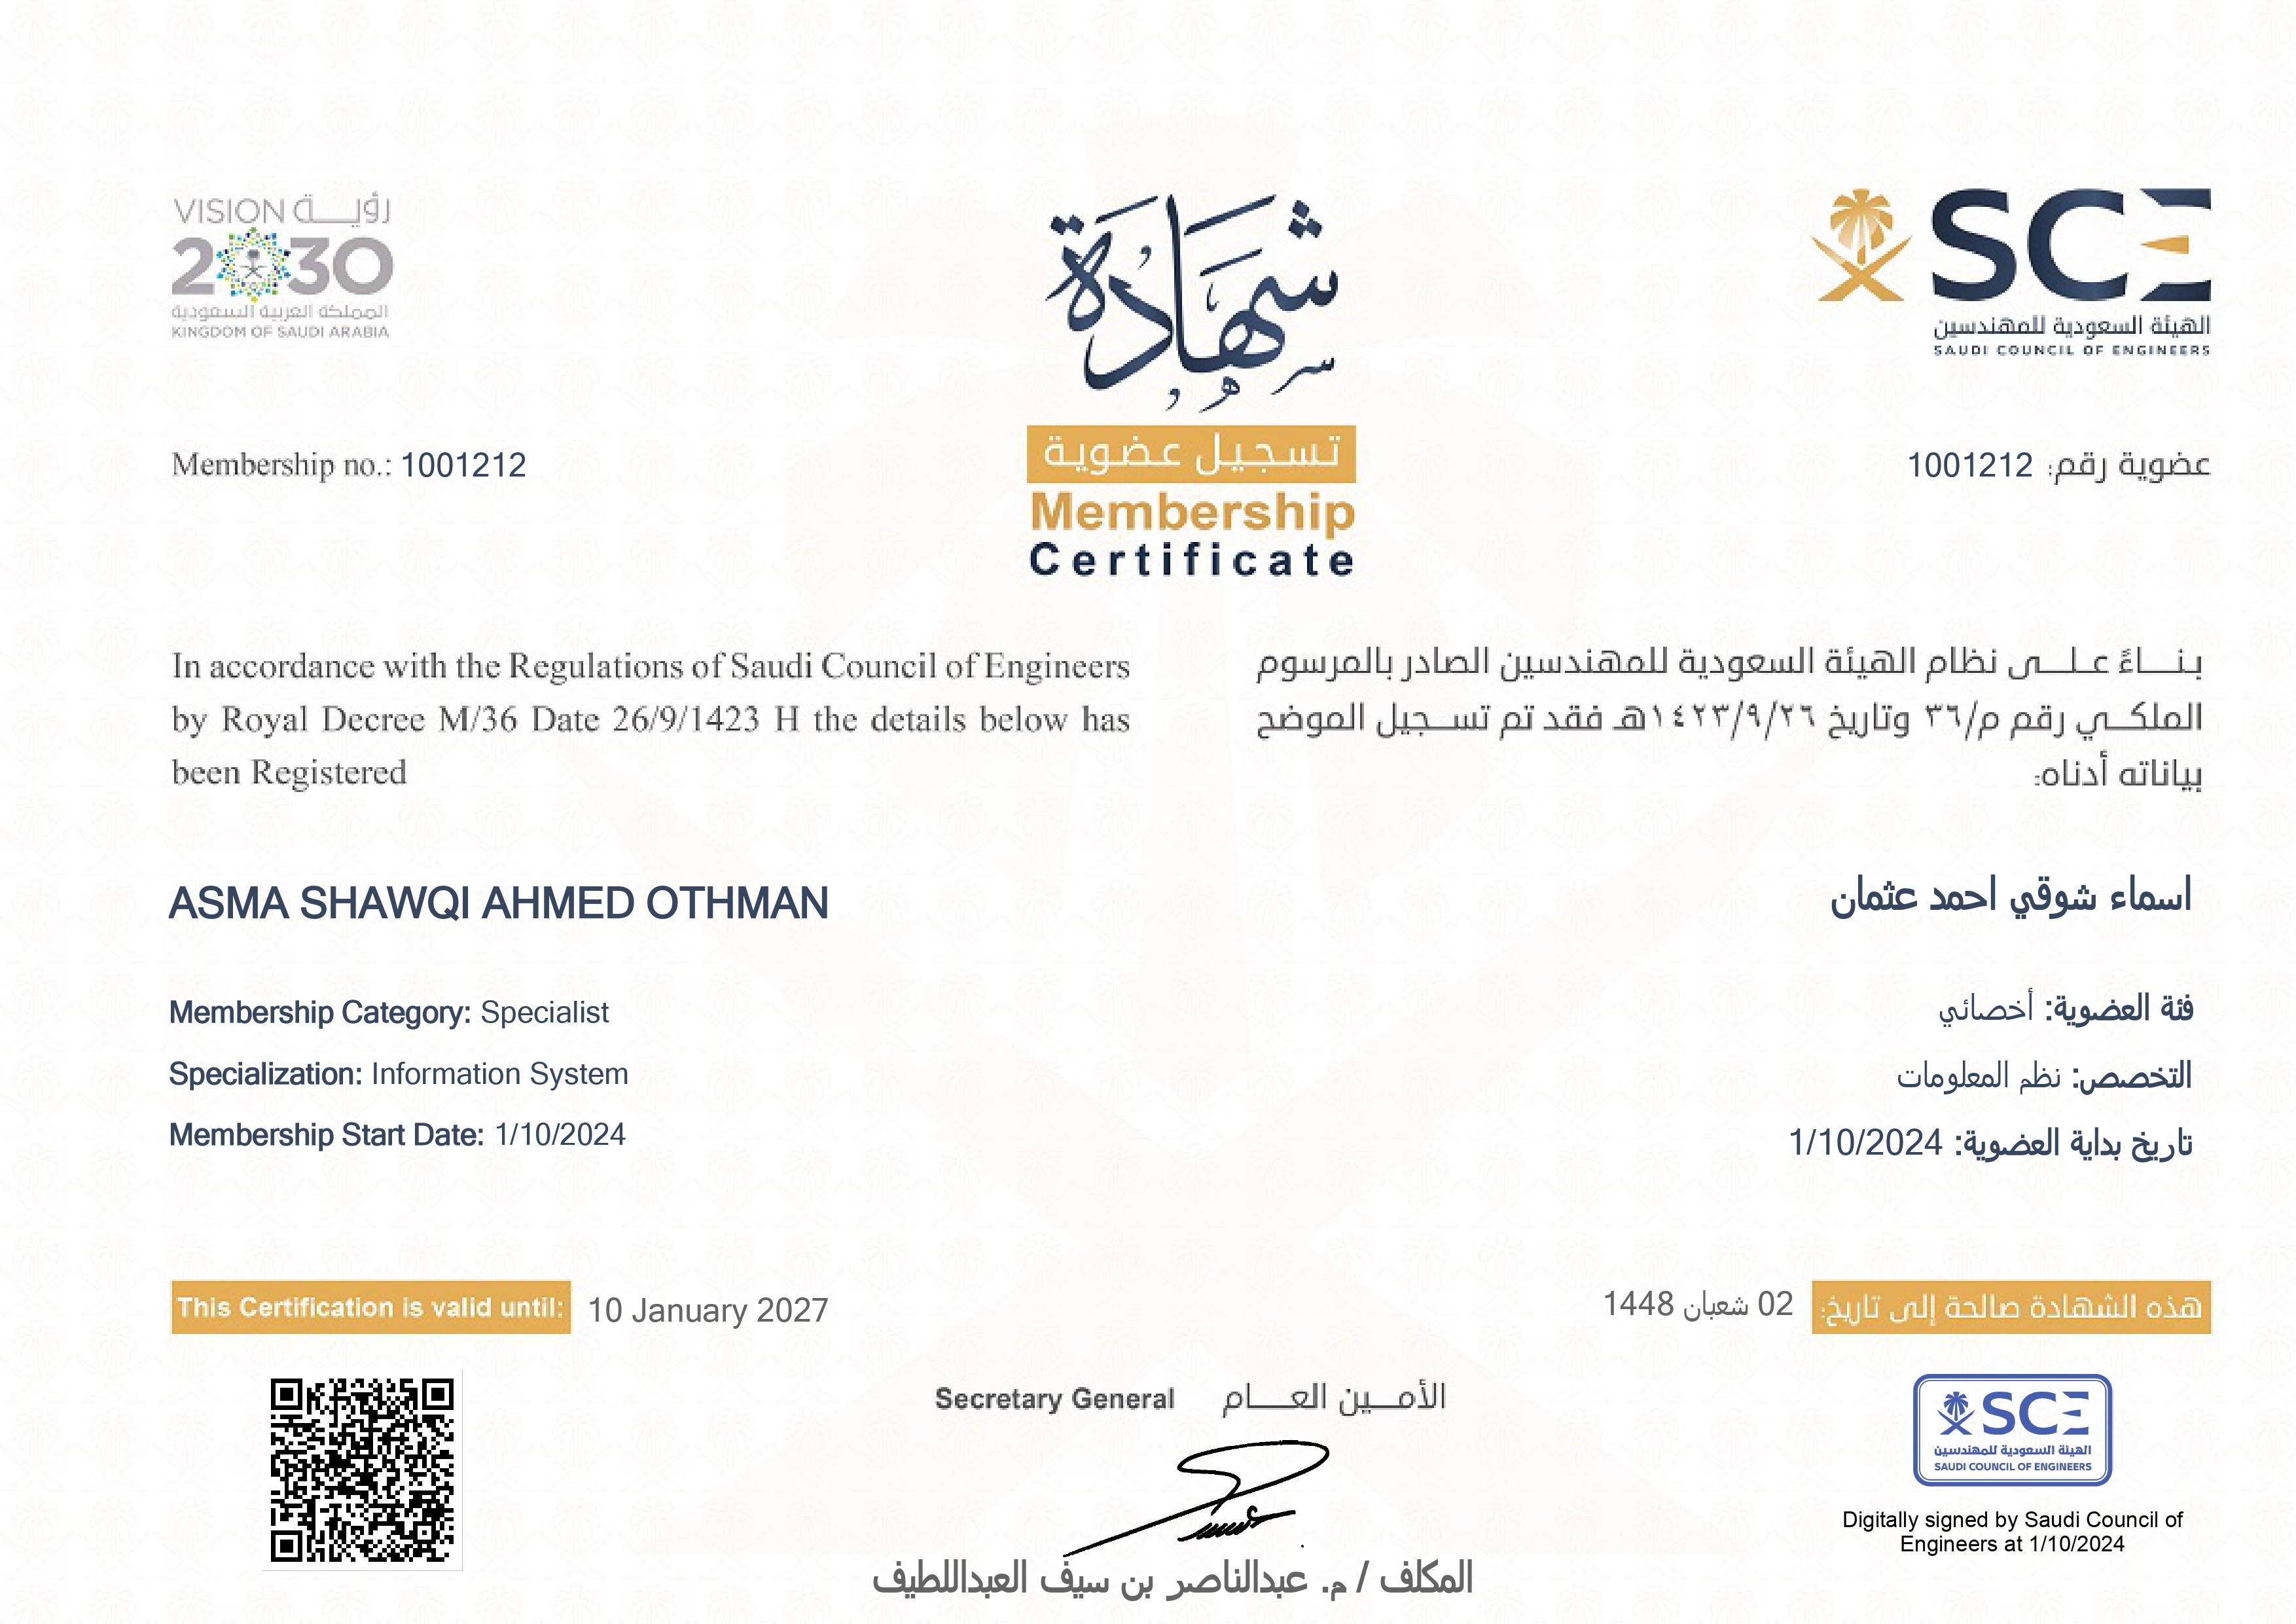 VISION رؤيـــة
2030
المملكة العربية السعودية
KINGDOM OF SAUDI ARABIA
شهادة
تسجيل عضوية
Membership
Certificate
SCE
الهيئة السعودية للمهندسين
SAUDI COUNCIL OF ENGINEERS
Membership no.: 1001212
عضوية رقم: 1001212
In accordance with the Regulations of Saudi Council of Engineers
by Royal Decree M/36 Date 26/9/1423 H the details below has
been Registered
بنــــاءً علـــى نظام الهيئة السعودية للمهندسين الصادر بالمرسوم
الملكــي رقم م/٣٦ وتاريخ ١٤٢٣/٩/٢٦هـ فقد تم تســجيل الموضح
بياناته أدناه:
ASMA SHAWQI AHMED OTHMAN
اسماء شوقي احمد عثمان
Membership Category: Specialist
فئة العضوية: أخصائي
Specialization: Information System
التخصص: نظم المعلومات
Membership Start Date: 1/10/2024
تاريخ بداية العضوية: 1/10/2024
This Certification is valid until: 10 January 2027
هذه الشهادة صالحة إلى تاريخ: 02 شعبان 1448
Secretary General الأمـــين العـــــام
المكلف / م. عبدالناصر بن سيف العبداللطيف
SCE
الهيئة السعودية للمهندسين
SAUDI COUNCIL OF ENGINEERS
Digitally signed by Saudi Council of
Engineers at 1/10/2024